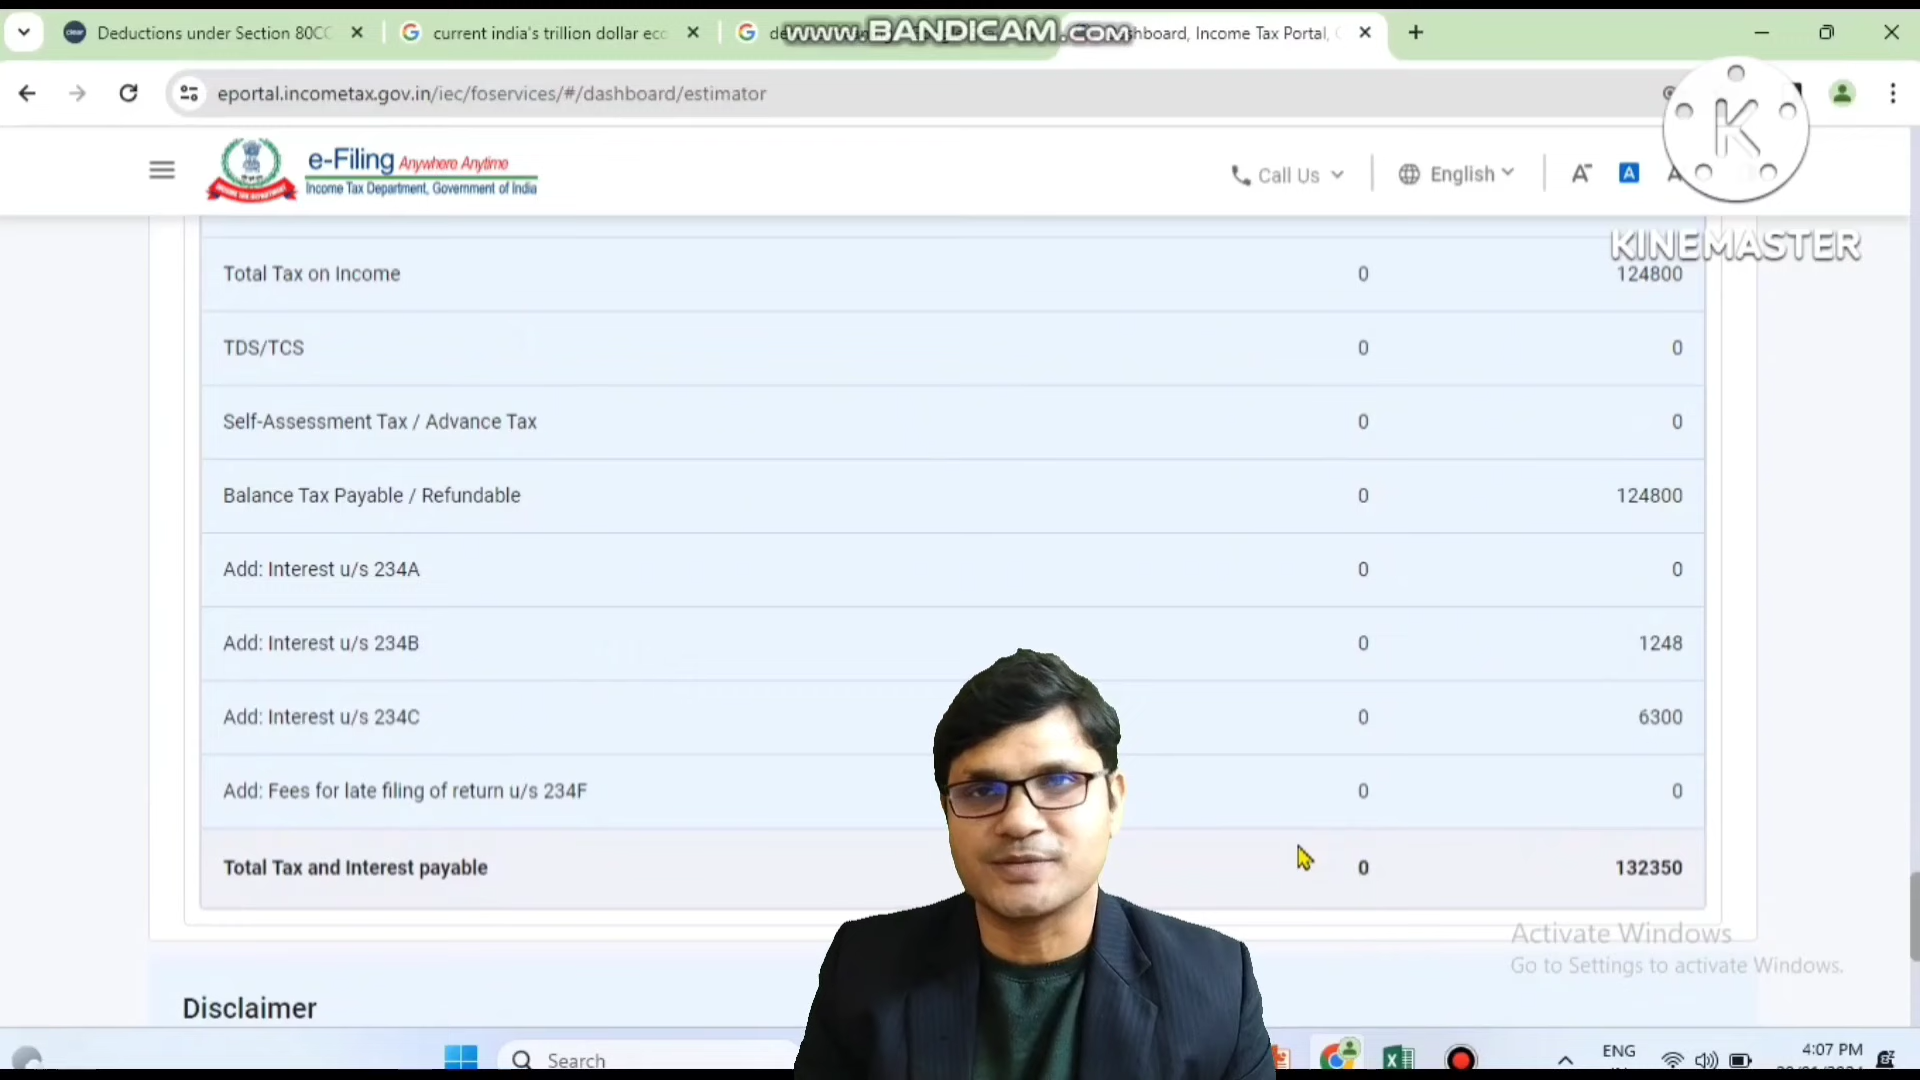 Deductions under Section 80CC
current india's trillion dollar eco
de
www.BANDICAM.com
shboard, Income Tax Portal,
eportal.incometax.gov.in/iec/foservices/#/dashboard/estimator
K
KINEMASTER
e-Filing Anywhere Anytime
Income Tax Department, Government of India
Call Us
English
A-
A
A
Total Tax on Income 0 124800
TDS/TCS 0 0
Self-Assessment Tax / Advance Tax 0 0
Balance Tax Payable / Refundable 0 124800
Add: Interest u/s 234A 0 0
Add: Interest u/s 234B 0 1248
Add: Interest u/s 234C 0 6300
Add: Fees for late filing of return u/s 234F 0 0
Total Tax and Interest payable 0 132350
Activate Windows
Go to Settings to activate Windows.
Disclaimer
Search
ENG
4:07 PM